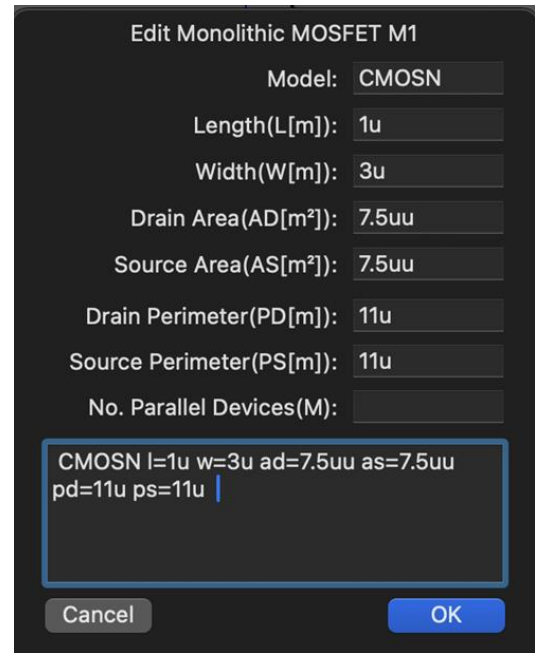 Edit Monolithic MOSFET M1
Model: CMOSN
Length(L[m]): 1u
Width(W[m]): 3u
Drain Area(AD[m²]): 7.5uu
Source Area(AS[m²]): 7.5uu
Drain Perimeter(PD[m]): 11u
Source Perimeter(PS[m]): 11u
No. Parallel Devices(M):
CMOSN l=1u w=3u ad=7.5uu as=7.5uu
pd=11u ps=11u
Cancel OK